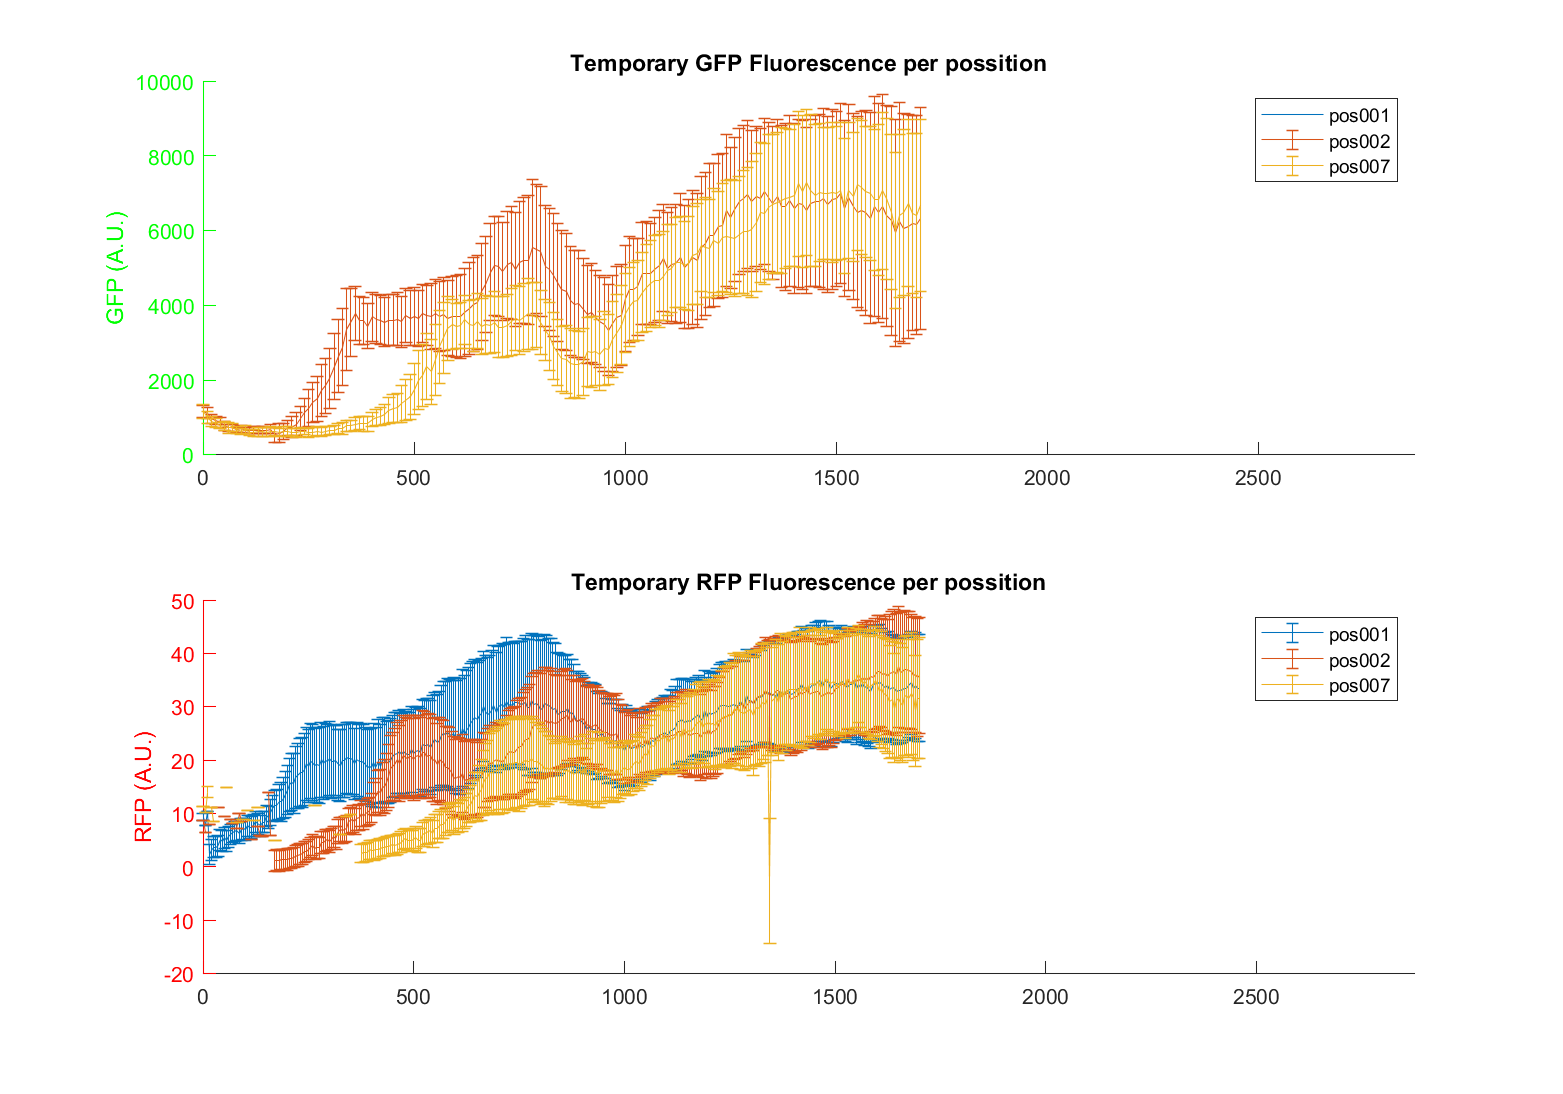 Temporary GFP Fluorescence per possition
10000
8000
6000
4000
2000
0
GFP (A.U.)
0 500 1000 1500 2000 2500
pos001
pos002
pos007
Temporary RFP Fluorescence per possition
50
40
30
20
10
0
-10
-20
RFP (A.U.)
0 500 1000 1500 2000 2500
pos001
pos002
pos007